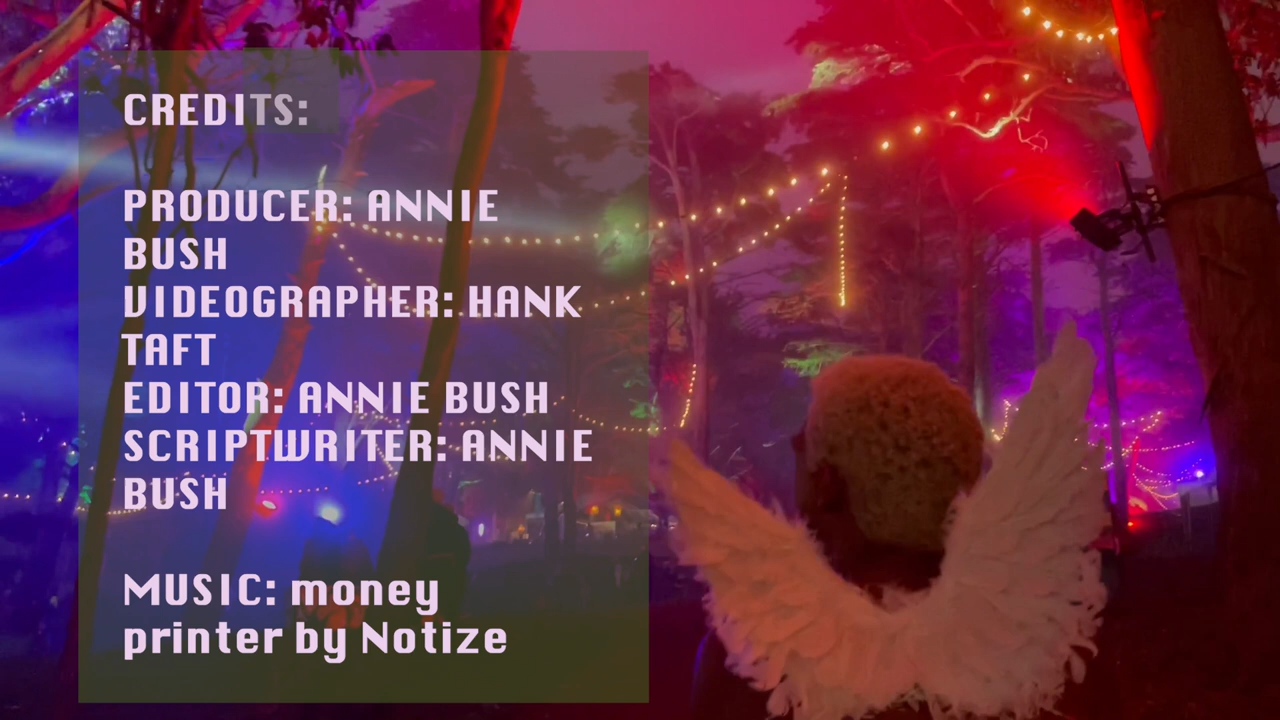 CREDITS:
PRODUCER: ANNIE
BUSH
VIDEOGRAPHER: HANK
TAFT
EDITOR: ANNIE BUSH
SCRIPTWRITER: ANNIE
BUSH
MUSIC: money
printer by Notize